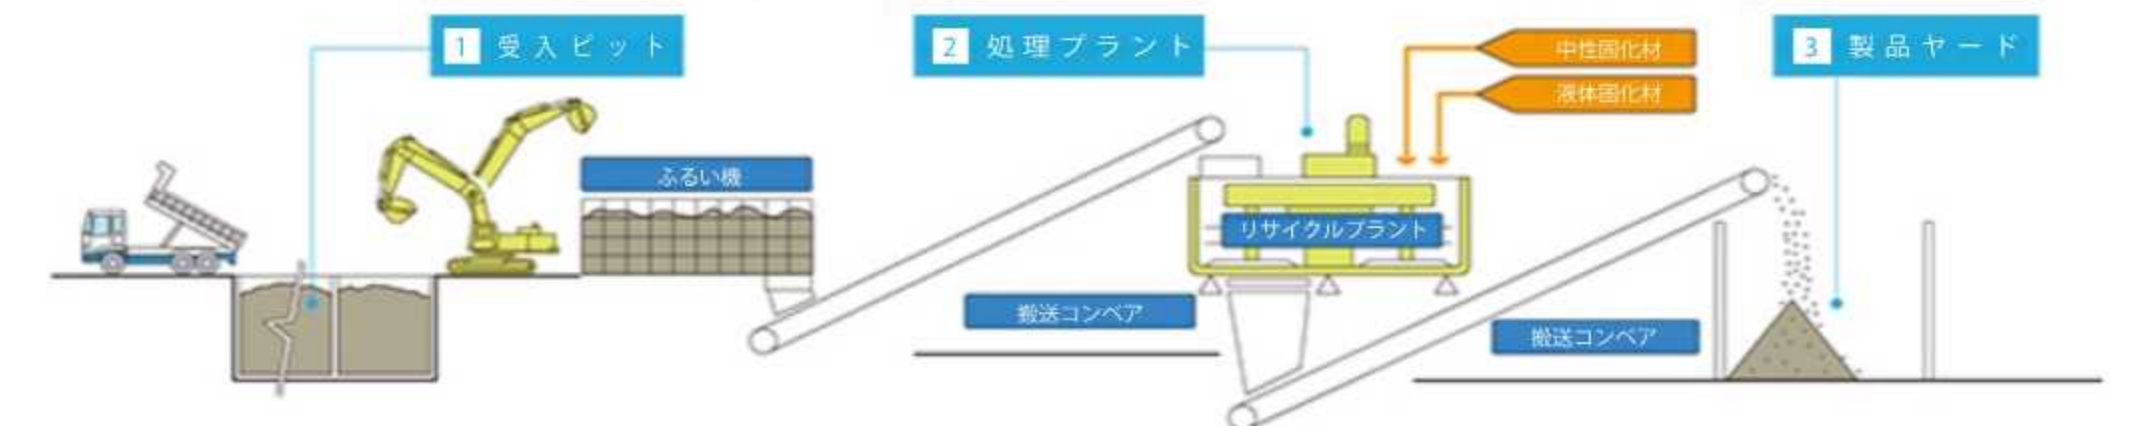 1 受入ピット
2 処理プラント
中性固化材
液体固化材
3 製品ヤード
ふるい機
リサイクルプラント
搬送コンベア
搬送コンベア